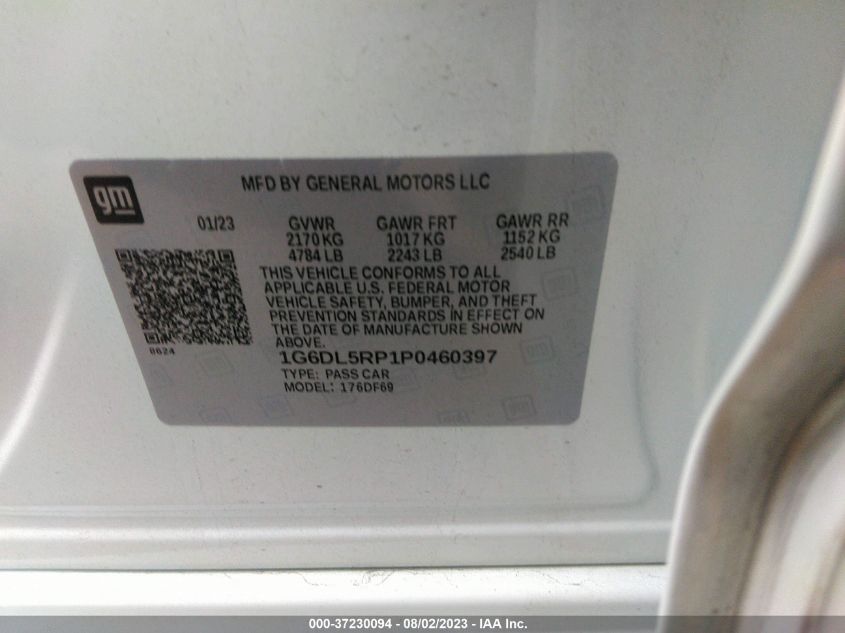 gm
MFD BY GENERAL MOTORS LLC
01/23 GVWR GAWR FRT GAWR RR
2170 KG 1017 KG 1152 KG
4784 LB 2243 LB 2540 LB
THIS VEHICLE CONFORMS TO ALL
APPLICABLE U.S. FEDERAL MOTOR
VEHICLE SAFETY, BUMPER, AND THEFT
PREVENTION STANDARDS IN EFFECT ON
THE DATE OF MANUFACTURE SHOWN
ABOVE.
8624
1G6DL5RP1P0460397
TYPE: PASS CAR
MODEL: 176DF69
000-37230094 - 08/02/2023 - IAA Inc.